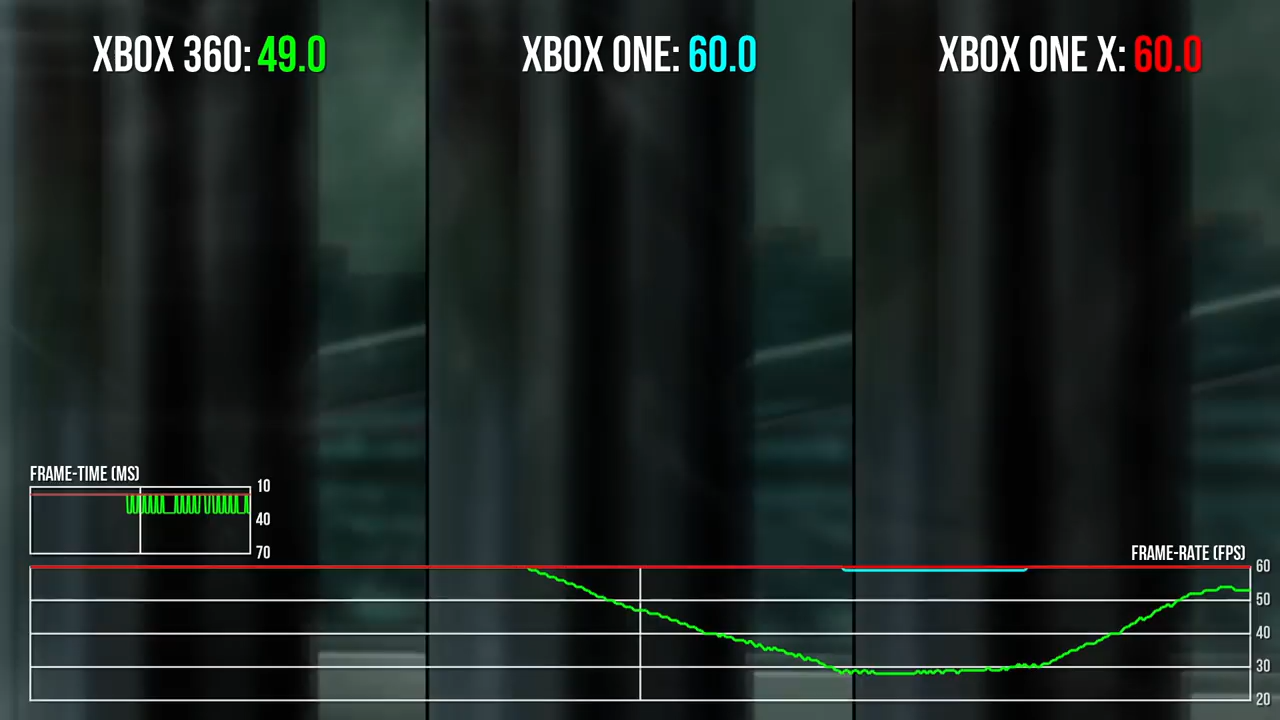 XBOX 360: 49.0
XBOX ONE: 60.0
XBOX ONE X: 60.0
FRAME-TIME (MS)
10
40
70
FRAME-RATE (FPS)
60
50
40
30
20